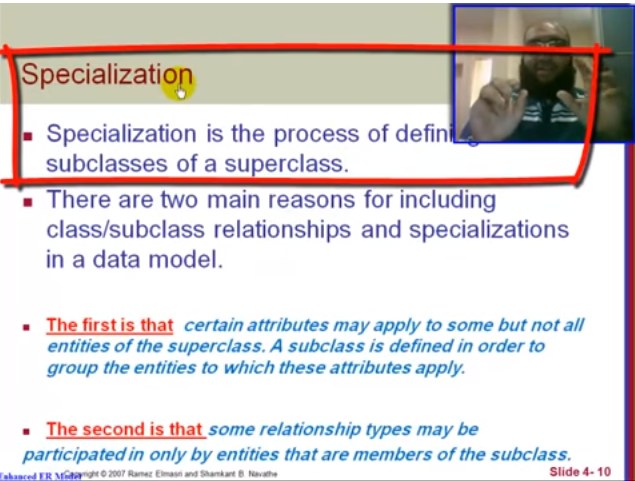 Specialization
▪ Specialization is the process of defining
subclasses of a superclass.
▪ There are two main reasons for including
class/subclass relationships and specializations
in a data model.
▪ The first is that certain attributes may apply to some but not all
entities of the superclass. A subclass is defined in order to
group the entities to which these attributes apply.
▪ The second is that some relationship types may be
participated in only by entities that are members of the subclass.
Enhanced ER Model Copyright © 2007 Ramez Elmasri and Shamkant B. Navathe Slide 4- 10